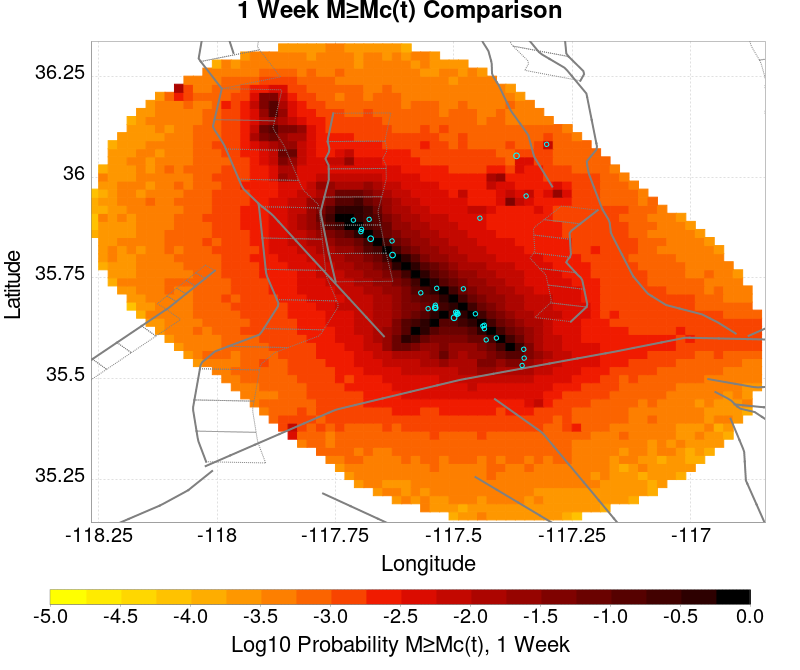 1 Week M≥Mc(t) Comparison
36.25
36
35.75
35.5
35.25
Latitude
-118.25 -118 -117.75 -117.5 -117.25 -117
Longitude
-5.0 -4.5 -4.0 -3.5 -3.0 -2.5 -2.0 -1.5 -1.0 -0.5 0.0
Log10 Probability M≥Mc(t), 1 Week